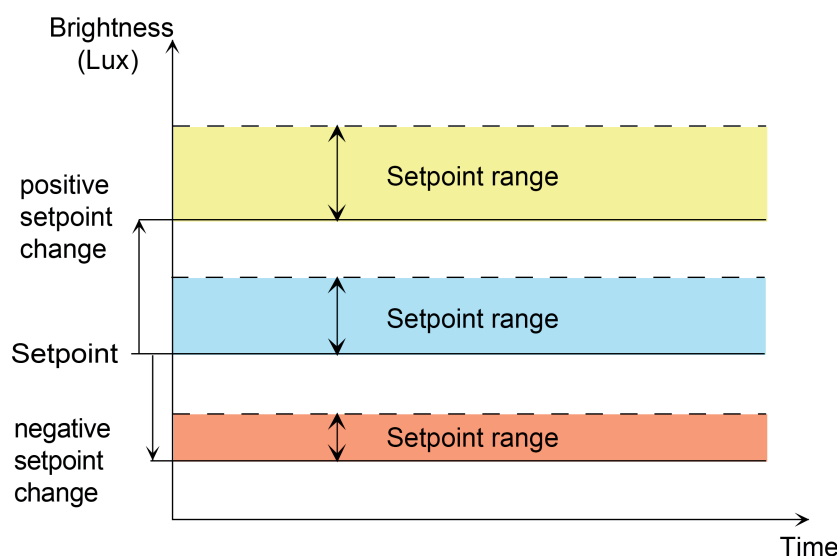 Brightness
(Lux)
Setpoint range
positive
setpoint
change
Setpoint range
Setpoint
negative
setpoint
change
Setpoint range
Time